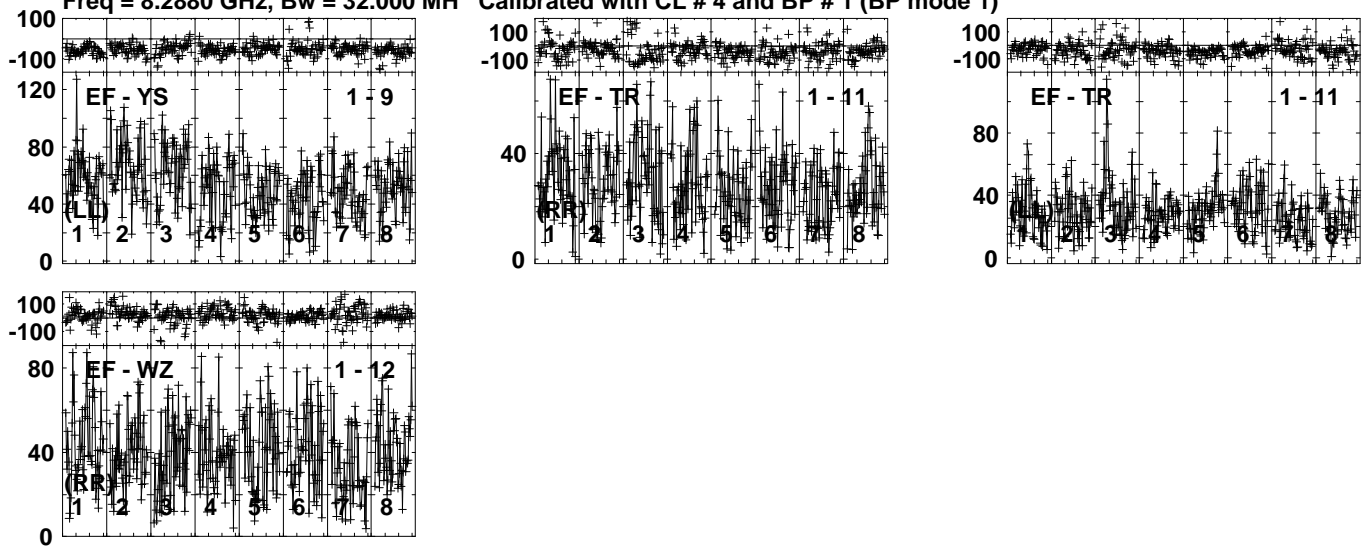 Freq = 8.2880 GHz, Bw = 32.000 MH Calibrated with CL # 4 and BP # 1 (BP mode 1)
100
-100
120
80
40
0
EF - YS
1 - 9
(LL)
1 2 3 4 5 6 7 8
100
-100
40
0
EF - TR
1 - 11
(RR)
1 2 3 4 5 6 7 8
100
-100
80
40
0
EF - TR
1 - 11
(LL)
1 2 3 4 5 6 7 8
100
-100
80
40
0
EF - WZ
1 - 12
(RR)
1 2 3 4 5 6 7 8